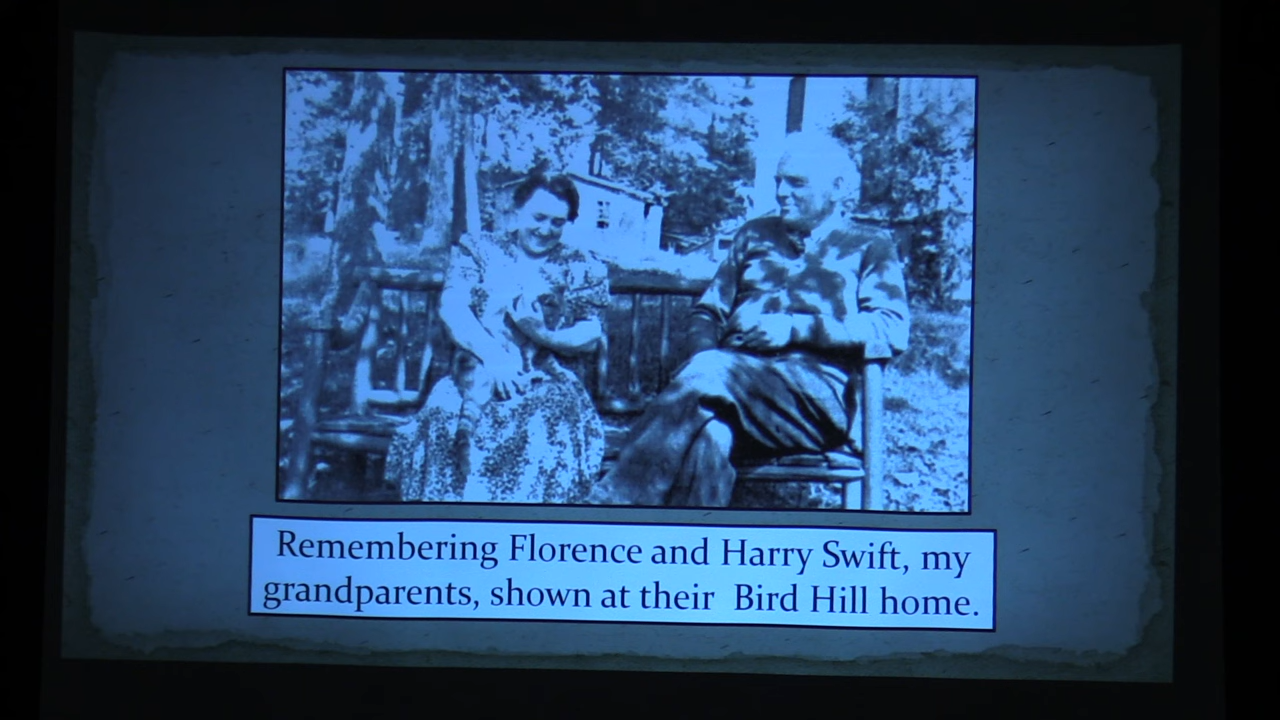 Remembering Florence and Harry Swift, my
grandparents, shown at their Bird Hill home.